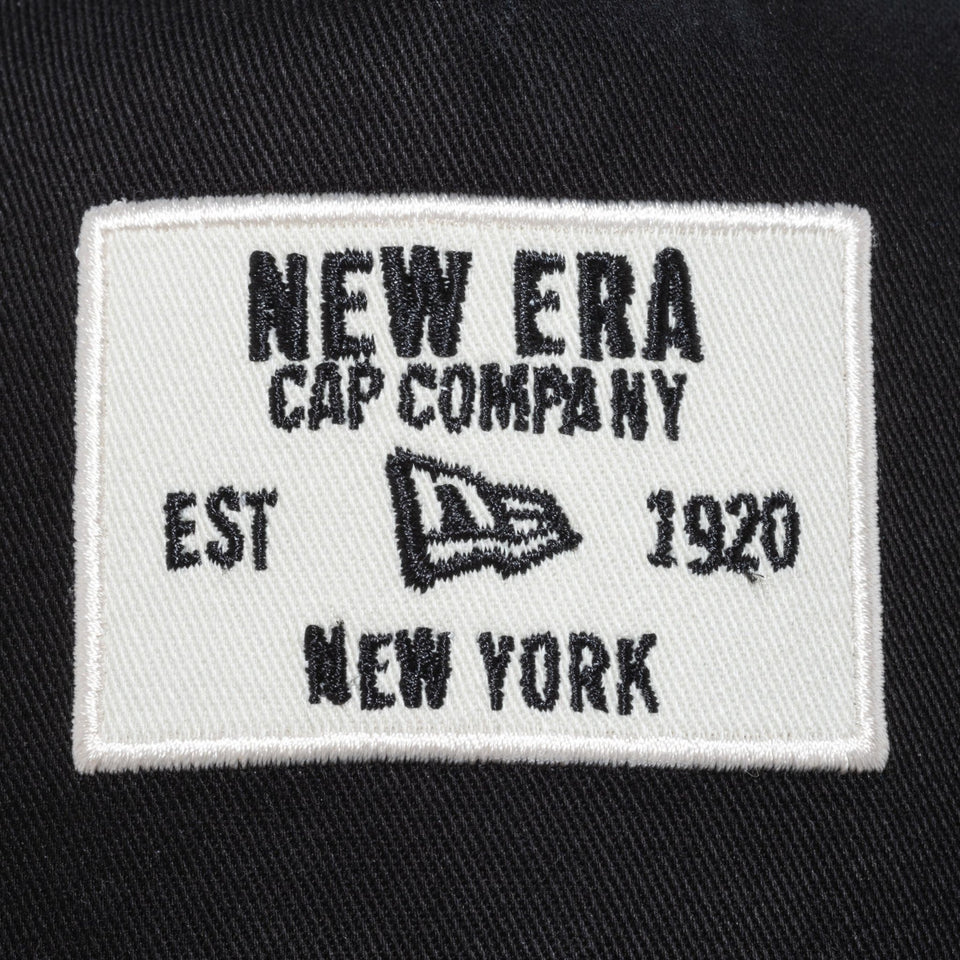 NEW ERA
CAP COMPANY
EST 1920
NEW YORK